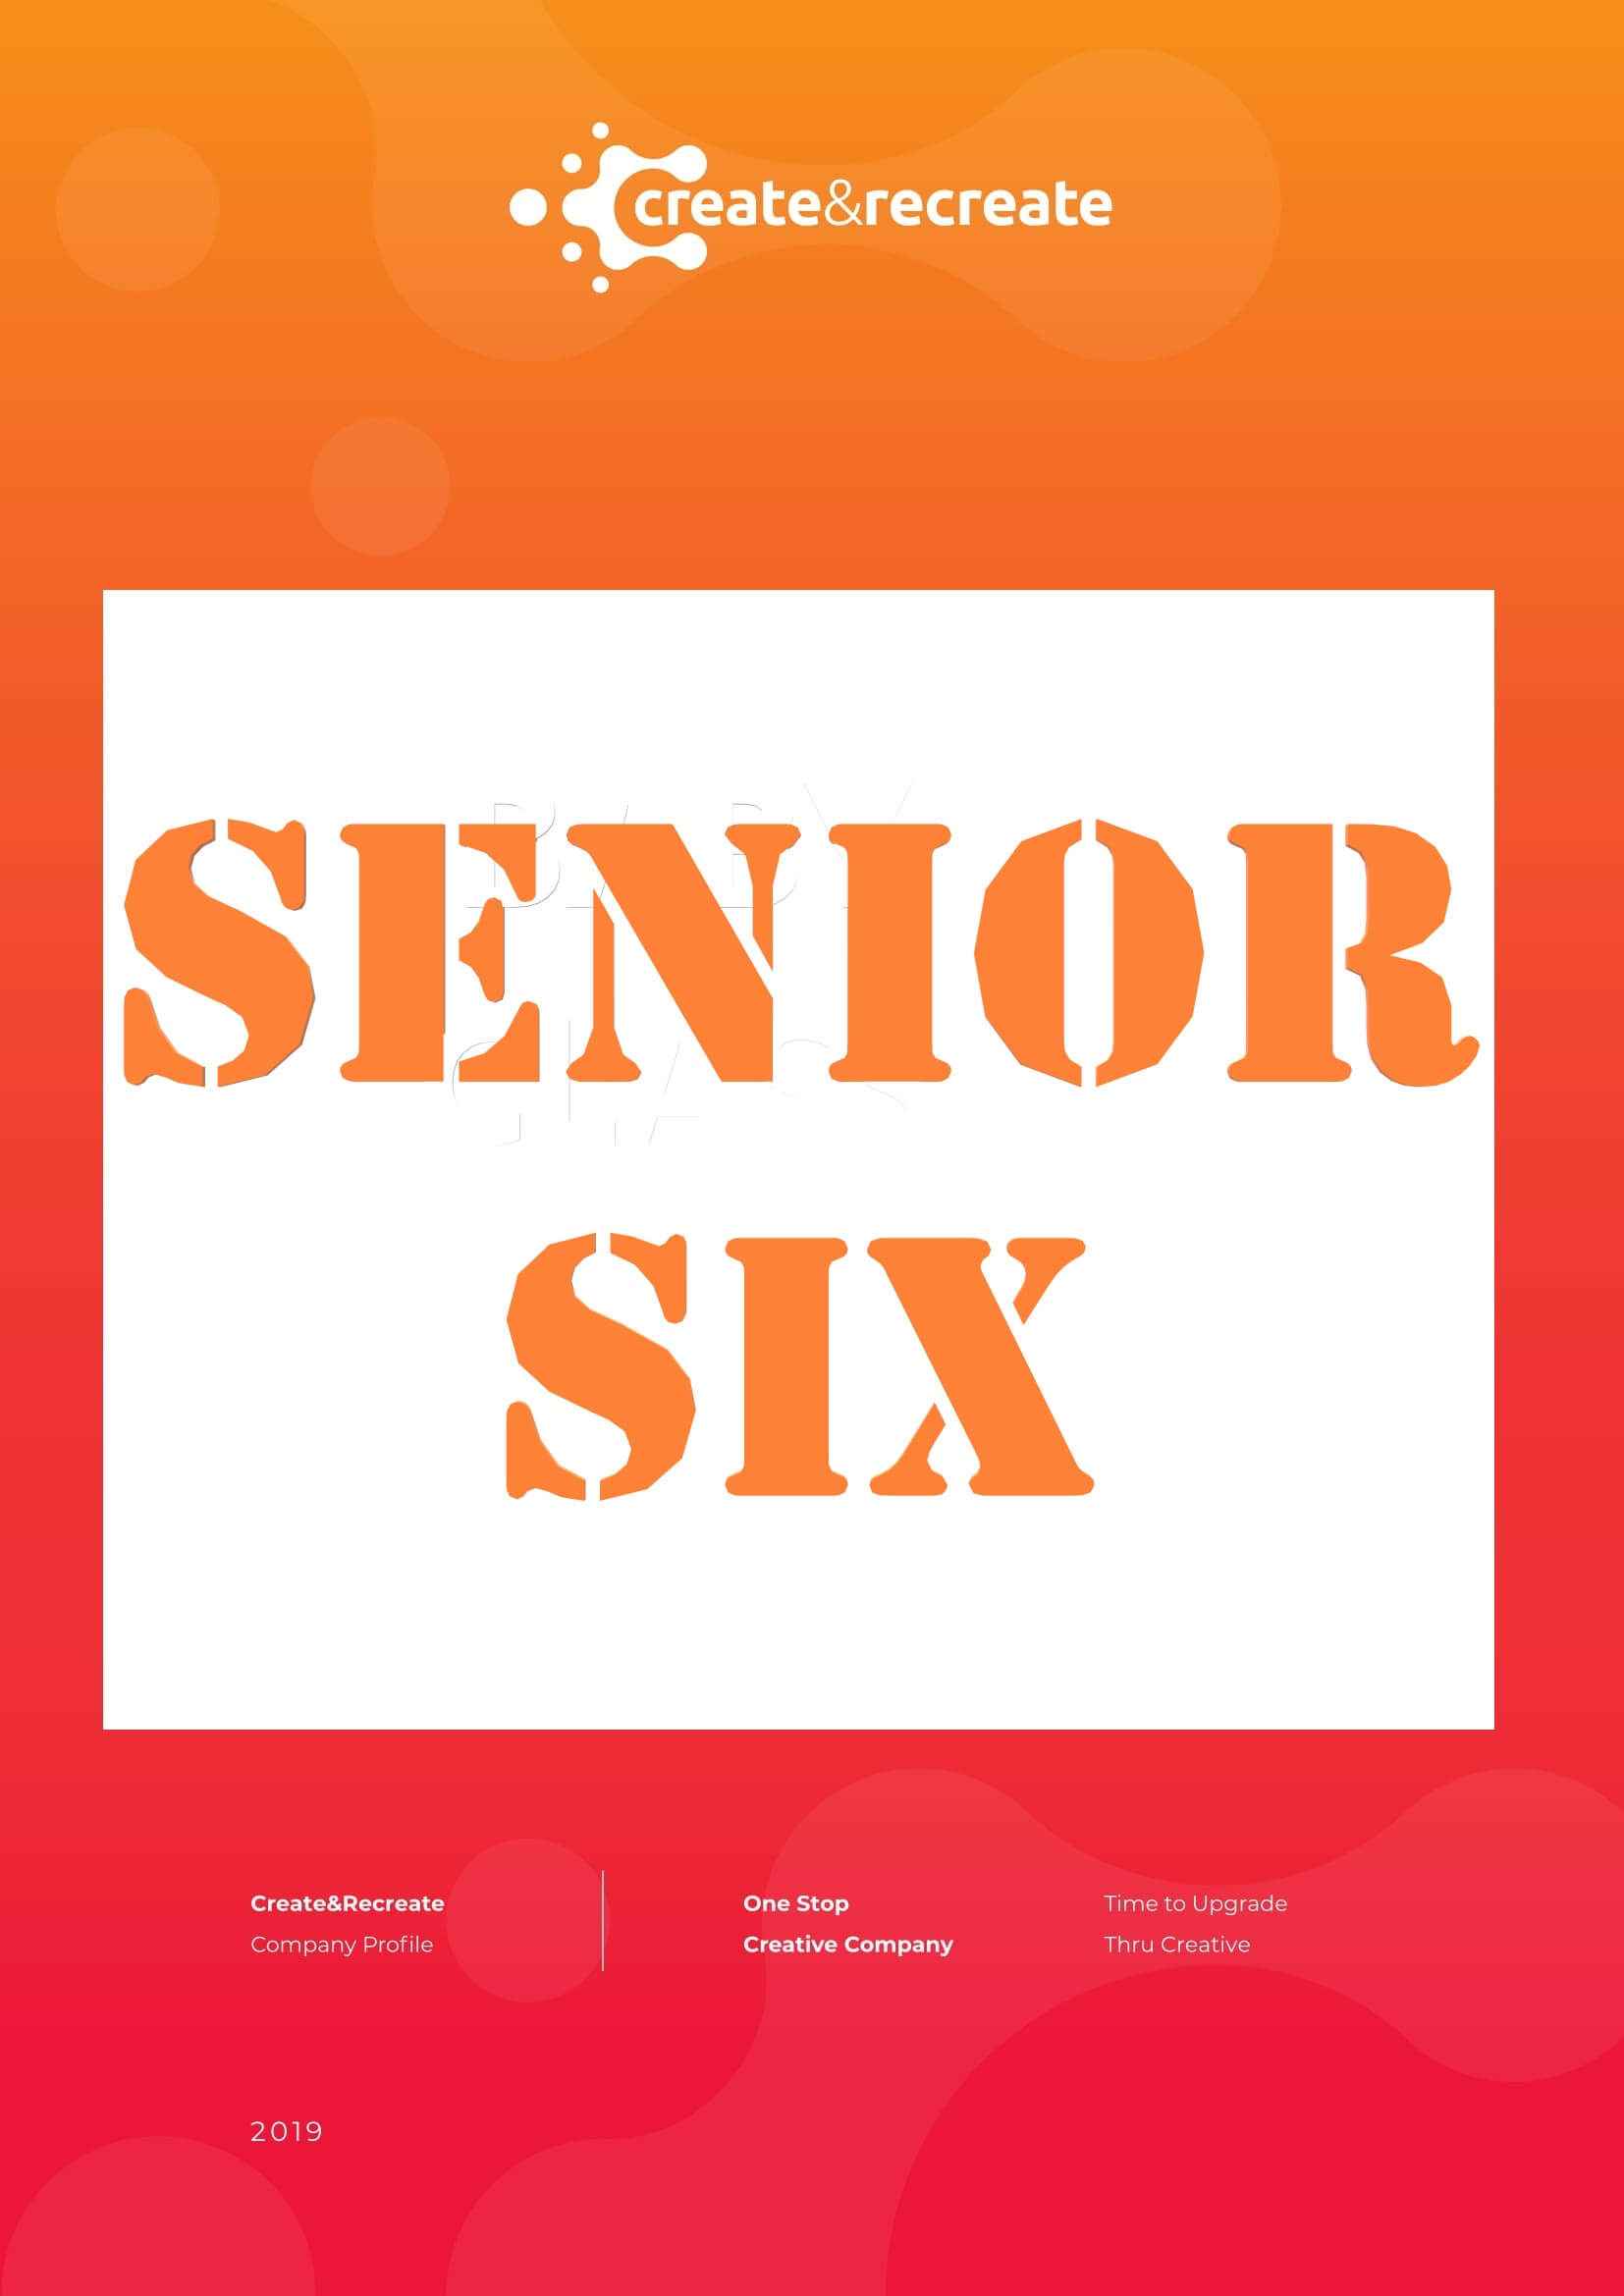 create&recreate
SENIOR
SIX
Create&Recreate
Company Profile
One Stop
Creative Company
Time to Upgrade
Thru Creative
2019